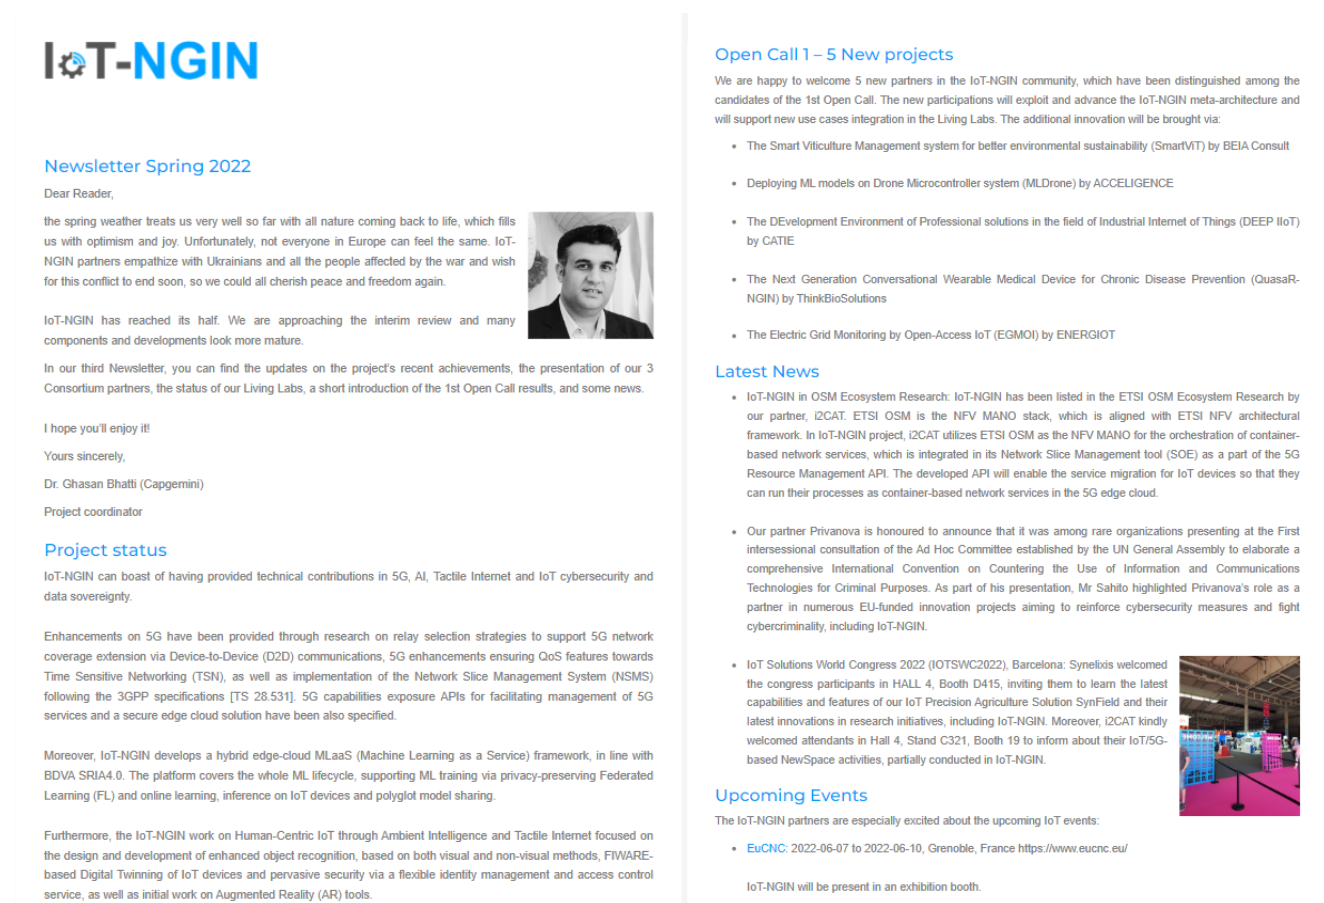 IoT-NGIN
Newsletter Spring 2022
Dear Reader,
the spring weather treats us very well so far with all nature coming back to life, which fills
us with optimism and joy. Unfortunately, not everyone in Europe can feel the same. IoT-
NGIN partners empathize with Ukrainians and all the people affected by the war and wish
for this conflict to end soon, so we could all cherish peace and freedom again.
IoT-NGIN has reached its half. We are approaching the interim review and many
components and developments look more mature.
In our third Newsletter, you can find the updates on the project's recent achievements, the presentation of our 3
Consortium partners, the status of our Living Labs, a short introduction of the 1st Open Call results, and some news.
I hope you'll enjoy it!
Yours sincerely,
Dr. Ghasan Bhatti (Capgemini)
Project coordinator
Project status
IoT-NGIN can boast of having provided technical contributions in 5G, AI, Tactile Internet and IoT cybersecurity and
data sovereignty.
Enhancements on 5G have been provided through research on relay selection strategies to support 5G network
coverage extension via Device-to-Device (D2D) communications, 5G enhancements ensuring QoS features towards
Time Sensitive Networking (TSN), as well as implementation of the Network Slice Management System (NSMS)
following the 3GPP specifications [TS 28.531]. 5G capabilities exposure APIs for facilitating management of 5G
services and a secure edge cloud solution have been also specified.
Moreover, IoT-NGIN develops a hybrid edge-cloud MLaaS (Machine Learning as a Service) framework, in line with
BDVA SRIA4.0. The platform covers the whole ML lifecycle, supporting ML training via privacy-preserving Federated
Learning (FL) and online learning, inference on IoT devices and polyglot model sharing.
Furthermore, the IoT-NGIN work on Human-Centric IoT through Ambient Intelligence and Tactile Internet focused on
the design and development of enhanced object recognition, based on both visual and non-visual methods, FIWARE-
based Digital Twinning of IoT devices and pervasive security via a flexible identity management and access control
service, as well as initial work on Augmented Reality (AR) tools.
Open Call 1 – 5 New projects
We are happy to welcome 5 new partners in the IoT-NGIN community, which have been distinguished among the
candidates of the 1st Open Call. The new participations will exploit and advance the IoT-NGIN meta-architecture and
will support new use cases integration in the Living Labs. The additional innovation will be brought via:
• The Smart Viticulture Management system for better environmental sustainability (SmartViT) by BEIA Consult
• Deploying ML models on Drone Microcontroller system (MLDrone) by ACCELIGENCE
• The DEvelopment Environment of Professional solutions in the field of Industrial Internet of Things (DEEP IIoT)
by CATIE
• The Next Generation Conversational Wearable Medical Device for Chronic Disease Prevention (QuasaR-
NGIN) by ThinkBioSolutions
• The Electric Grid Monitoring by Open-Access IoT (EGMOI) by ENERGIOT
Latest News
• IoT-NGIN in OSM Ecosystem Research: IoT-NGIN has been listed in the ETSI OSM Ecosystem Research by
our partner, i2CAT. ETSI OSM is the NFV MANO stack, which is aligned with ETSI NFV architectural
framework. In IoT-NGIN project, i2CAT utilizes ETSI OSM as the NFV MANO for the orchestration of container-
based network services, which is integrated in its Network Slice Management tool (SOE) as a part of the 5G
Resource Management API. The developed API will enable the service migration for IoT devices so that they
can run their processes as container-based network services in the 5G edge cloud.
• Our partner Privanova is honoured to announce that it was among rare organizations presenting at the First
intersessional consultation of the Ad Hoc Committee established by the UN General Assembly to elaborate a
comprehensive International Convention on Countering the Use of Information and Communications
Technologies for Criminal Purposes. As part of his presentation, Mr Sahito highlighted Privanova's role as a
partner in numerous EU-funded innovation projects aiming to reinforce cybersecurity measures and fight
cybercriminality, including IoT-NGIN.
• IoT Solutions World Congress 2022 (IOTSWC2022), Barcelona: Synelixis welcomed
the congress participants in HALL 4, Booth D415, inviting them to learn the latest
capabilities and features of our IoT Precision Agriculture Solution SynField and their
latest innovations in research initiatives, including IoT-NGIN. Moreover, i2CAT kindly
welcomed attendants in Hall 4, Stand C321, Booth 19 to inform about their IoT/5G-
based NewSpace activities, partially conducted in IoT-NGIN.
Upcoming Events
The IoT-NGIN partners are especially excited about the upcoming IoT events:
• EuCNC: 2022-06-07 to 2022-06-10, Grenoble, France https://www.eucnc.eu/
IoT-NGIN will be present in an exhibition booth.